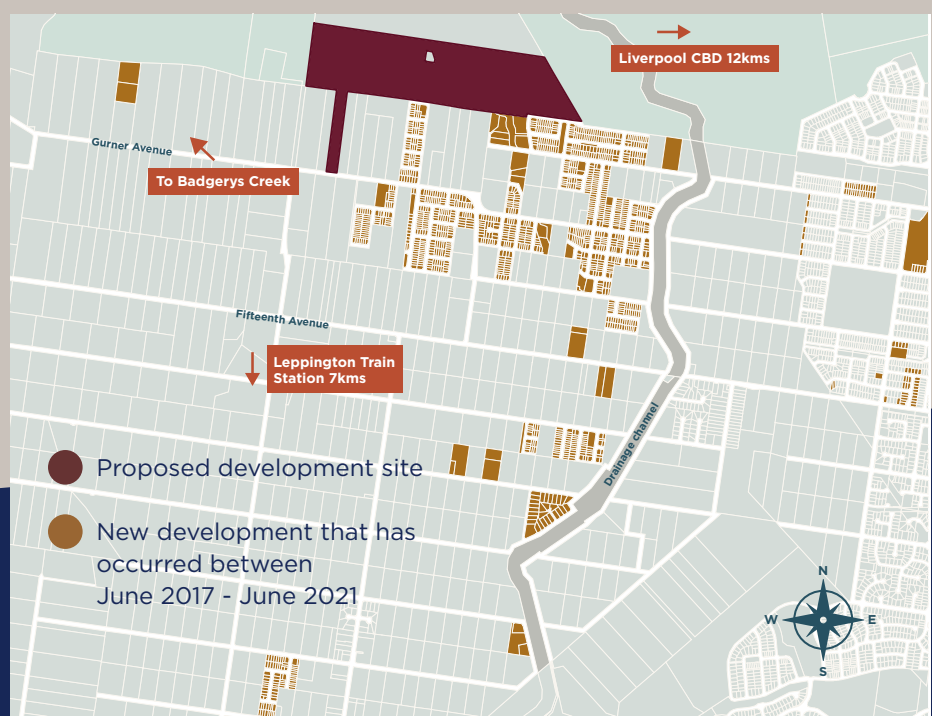 Liverpool CBD 12kms
Gurner Avenue
To Badgerys Creek
Fifteenth Avenue
Leppington Train
Station 7kms
Drainage channel
Proposed development site
New development that has
occurred between
June 2017 - June 2021
N
W
E
S